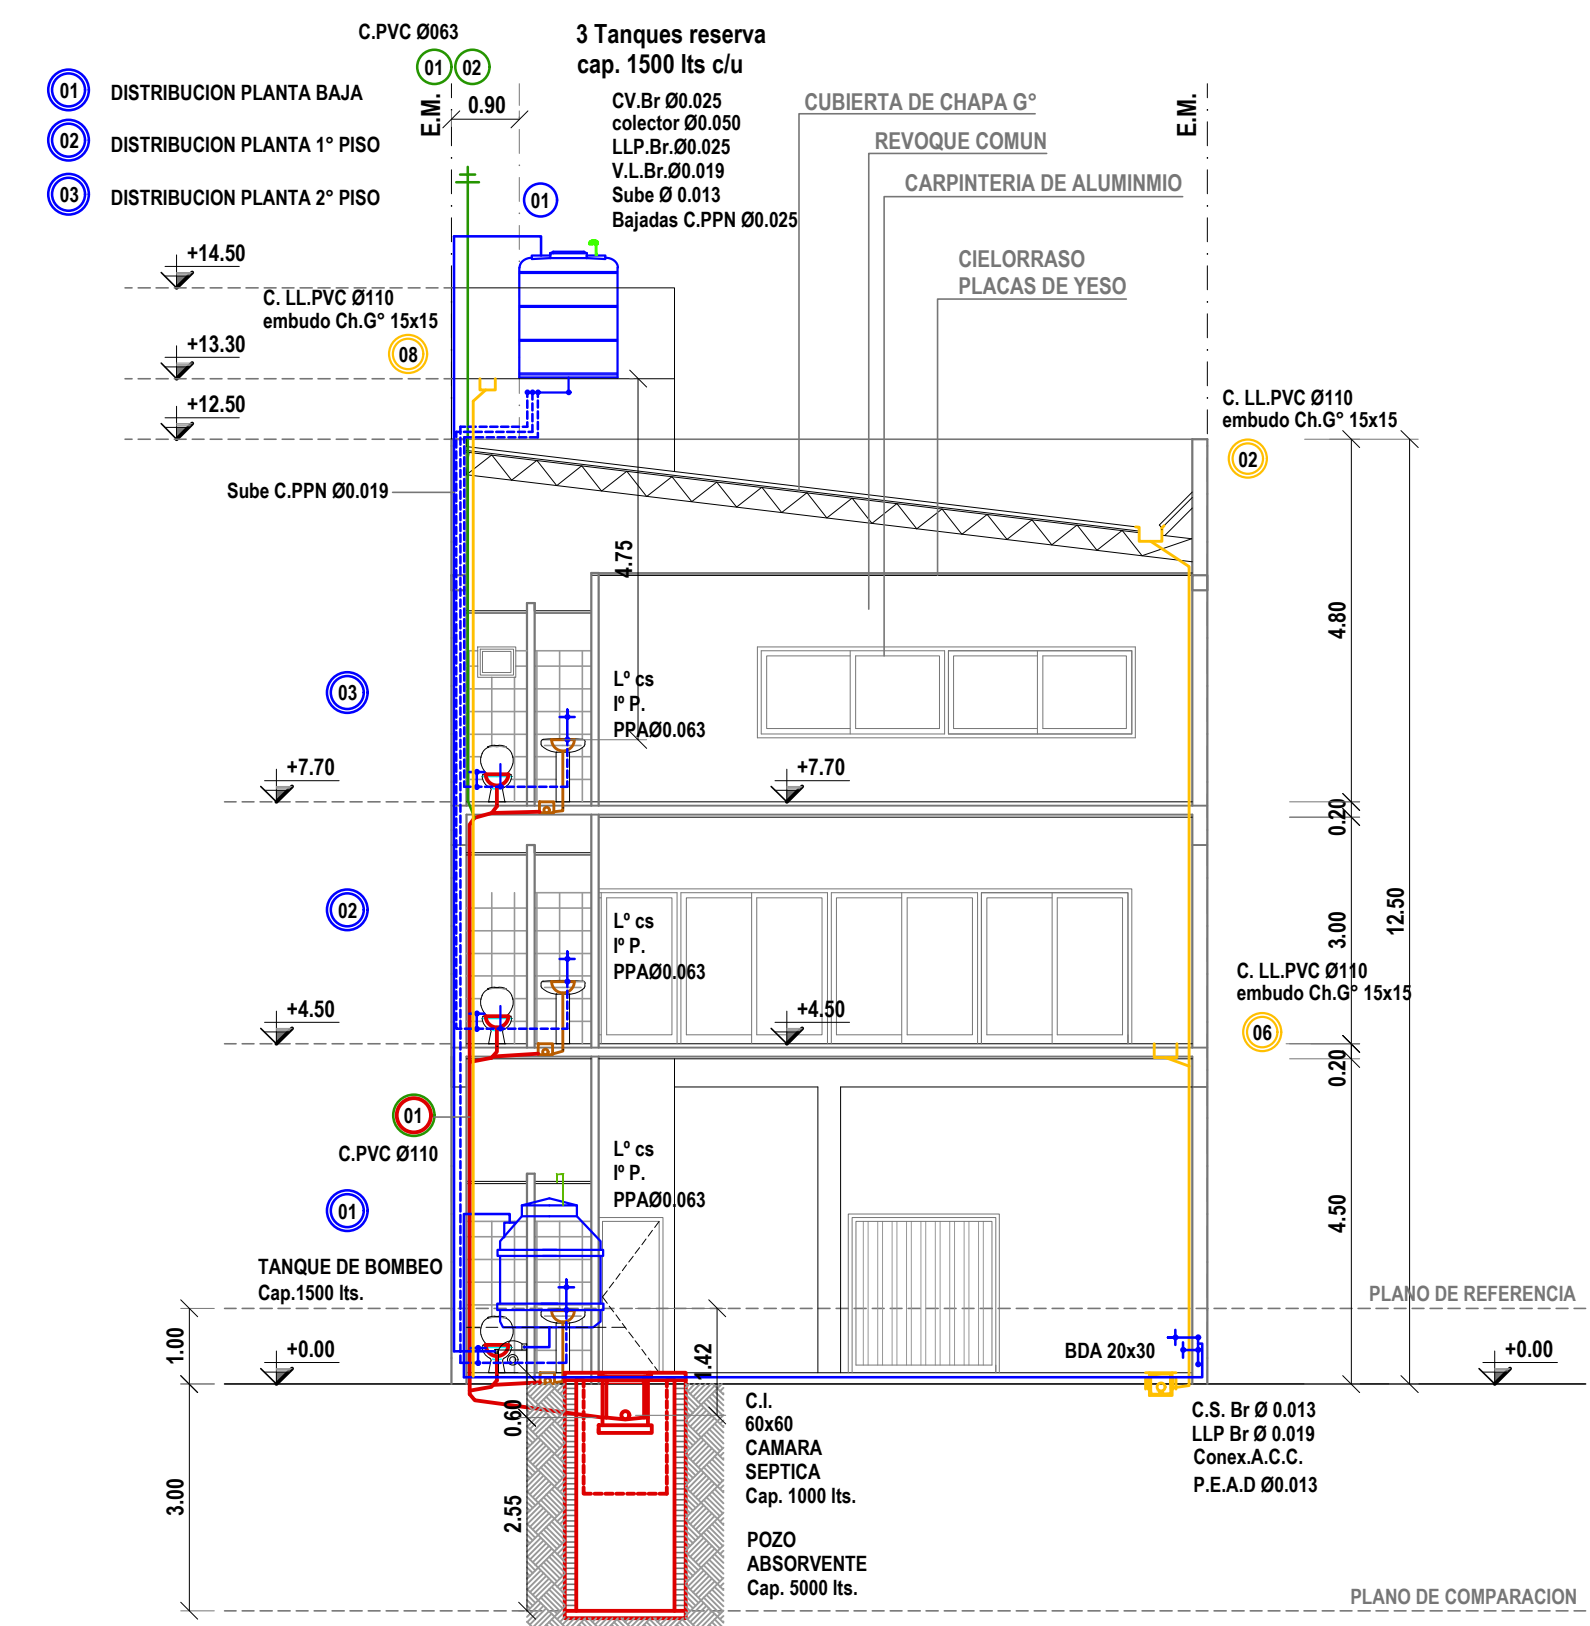 C.PVC Ø063
01
02
E.M.
0.90
3 Tanques reserva
cap. 1500 lts c/u
01 DISTRIBUCION PLANTA BAJA
02 DISTRIBUCION PLANTA 1° PISO
03 DISTRIBUCION PLANTA 2° PISO
CV.Br Ø0.025
colector Ø0.050
LLP.Br.Ø0.025
V.L.Br.Ø0.019
Sube Ø 0.013
Bajadas C.PPN Ø0.025
01
CUBIERTA DE CHAPA G°
REVOQUE COMUN
CARPINTERIA DE ALUMINMIO
CIELORRASO
PLACAS DE YESO
E.M.
+14.50
C. LL.PVC Ø110
embudo Ch.G° 15x15
08
+13.30
+12.50
Sube C.PPN Ø0.019
C. LL.PVC Ø110
embudo Ch.G° 15x15
02
4.75
4.80
03
Lº cs
Iº P.
PPAØ0.063
+7.70
+7.70
0.20
02
Lº cs
Iº P.
PPAØ0.063
3.00
12.50
C. LL.PVC Ø110
embudo Ch.G° 15x15
06
+4.50
+4.50
0.20
01
C.PVC Ø110
Lº cs
Iº P.
PPAØ0.063
4.50
01
TANQUE DE BOMBEO
Cap.1500 lts.
PLANO DE REFERENCIA
1.00
+0.00
1.42
BDA 20x30
+0.00
0.60
C.I.
60x60
CAMARA
SEPTICA
Cap. 1000 lts.
C.S. Br Ø 0.013
LLP Br Ø 0.019
Conex.A.C.C.
P.E.A.D Ø0.013
3.00
2.55
POZO
ABSORVENTE
Cap. 5000 lts.
PLANO DE COMPARACION